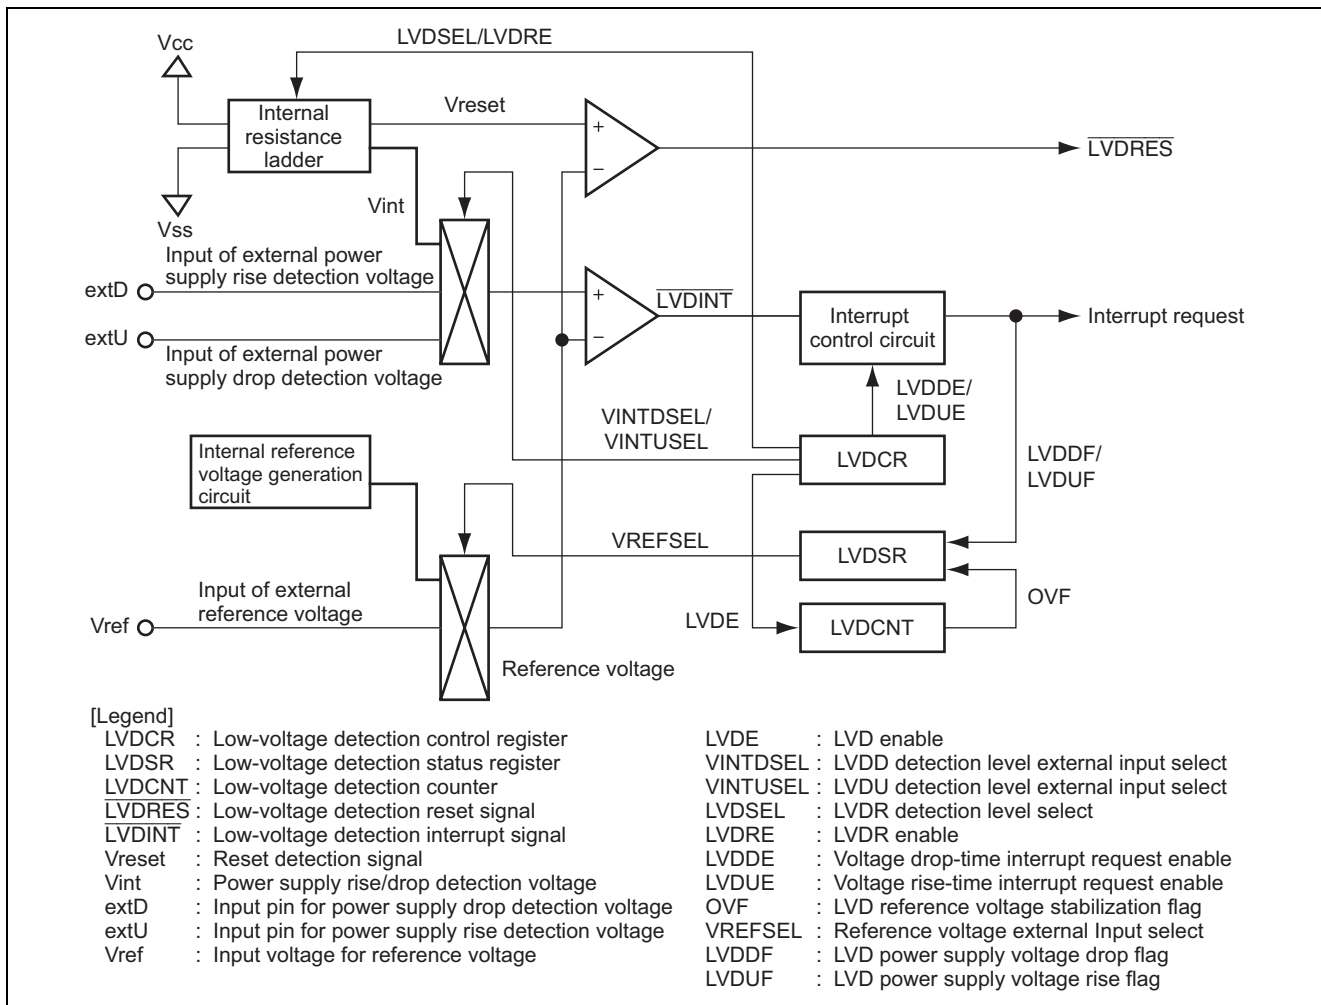 LVDSEL/LVDRE
Vcc
Internal
resistance
ladder
Vreset
+
−
LVDRES
Vss
Vint
Input of external power
supply rise detection voltage
extD
extU
Input of external power
supply drop detection voltage
+
−
LVDINT
Interrupt
control circuit
Interrupt request
LVDDE/
LVDUE
VINTDSEL/
VINTUSEL
LVDCR
LVDDF/
LVDUF
Internal reference
voltage generation
circuit
VREFSEL
LVDSR
Input of external
reference voltage
Vref
OVF
LVDE
LVDCNT
Reference voltage
[Legend]
LVDCR : Low-voltage detection control register
LVDSR : Low-voltage detection status register
LVDCNT : Low-voltage detection counter
LVDRES : Low-voltage detection reset signal
LVDINT : Low-voltage detection interrupt signal
Vreset : Reset detection signal
Vint : Power supply rise/drop detection voltage
extD : Input pin for power supply drop detection voltage
extU : Input pin for power supply rise detection voltage
Vref : Input voltage for reference voltage
LVDE : LVD enable
VINTDSEL : LVDD detection level external input select
VINTUSEL : LVDU detection level external input select
LVDSEL : LVDR detection level select
LVDRE : LVDR enable
LVDDE : Voltage drop-time interrupt request enable
LVDUE : Voltage rise-time interrupt request enable
OVF : LVD reference voltage stabilization flag
VREFSEL : Reference voltage external Input select
LVDDF : LVD power supply voltage drop flag
LVDUF : LVD power supply voltage rise flag